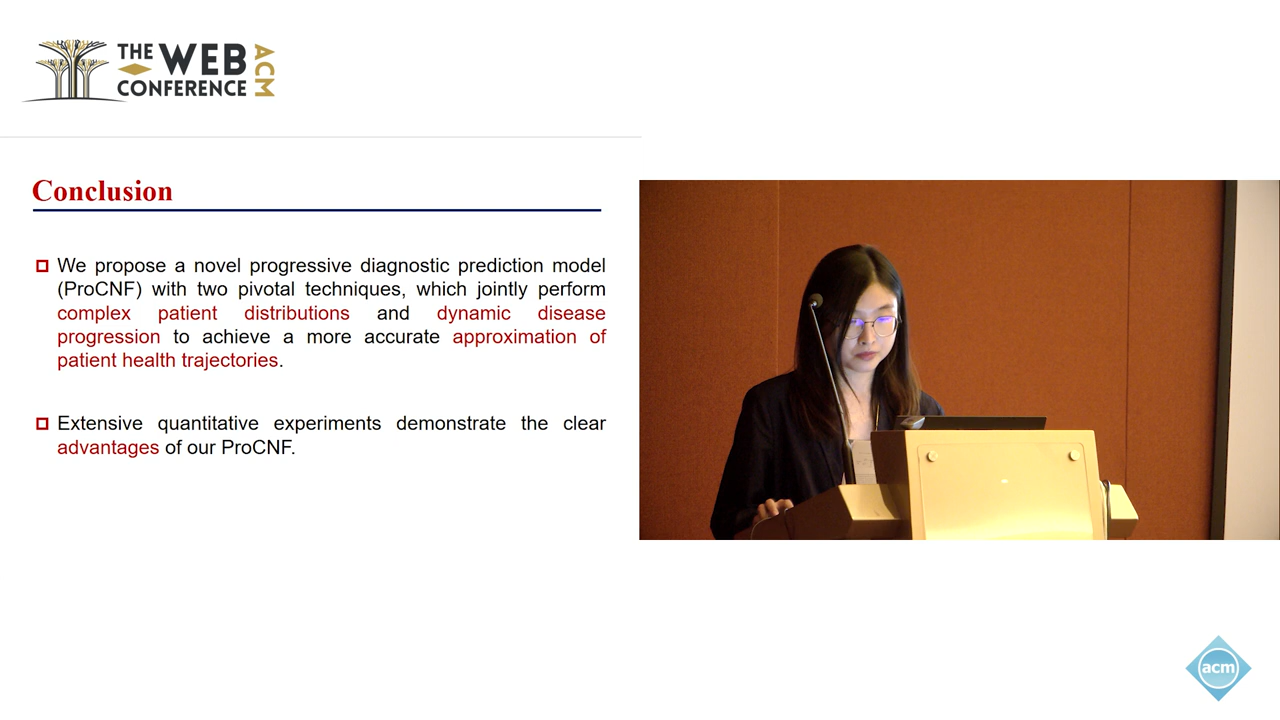 THE WEB
CONFERENCE
ACM
Conclusion
We propose a novel progressive diagnostic prediction model
(ProCNF) with two pivotal techniques, which jointly perform
complex patient distributions and dynamic disease
progression to achieve a more accurate approximation of
patient health trajectories.
Extensive quantitative experiments demonstrate the clear
advantages of our ProCNF.
acm